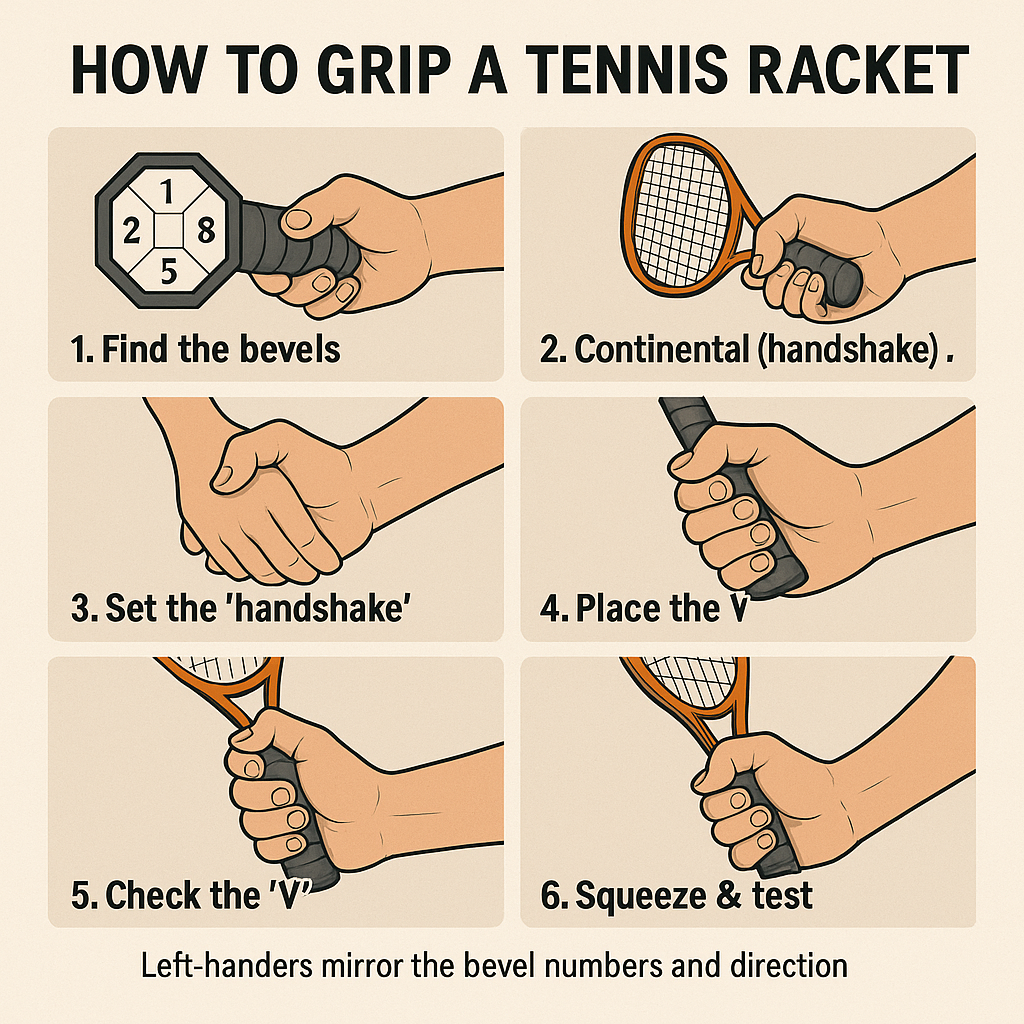 HOW TO GRIP A TENNIS RACKET
1
2 8
5
1. Find the bevels
2. Continental (handshake) .
3. Set the 'handshake'
4. Place the V
5. Check the 'V'
6. Squeeze & test
Left-handers mirror the bevel numbers and direction